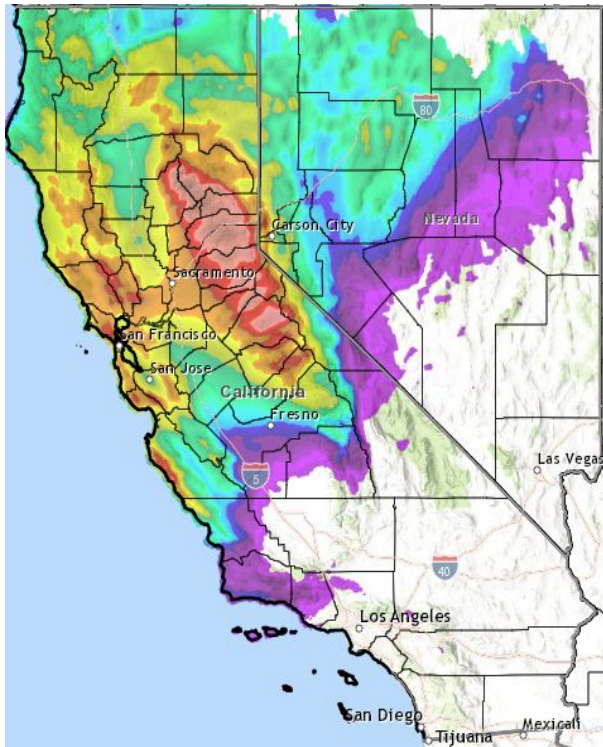 80
Nevada
Carson City
Sacramento
San Francisco
San Jose
California
Fresno
5
Las Vegas
40
Los Angeles
San Diego
Tijuana
Mexicali